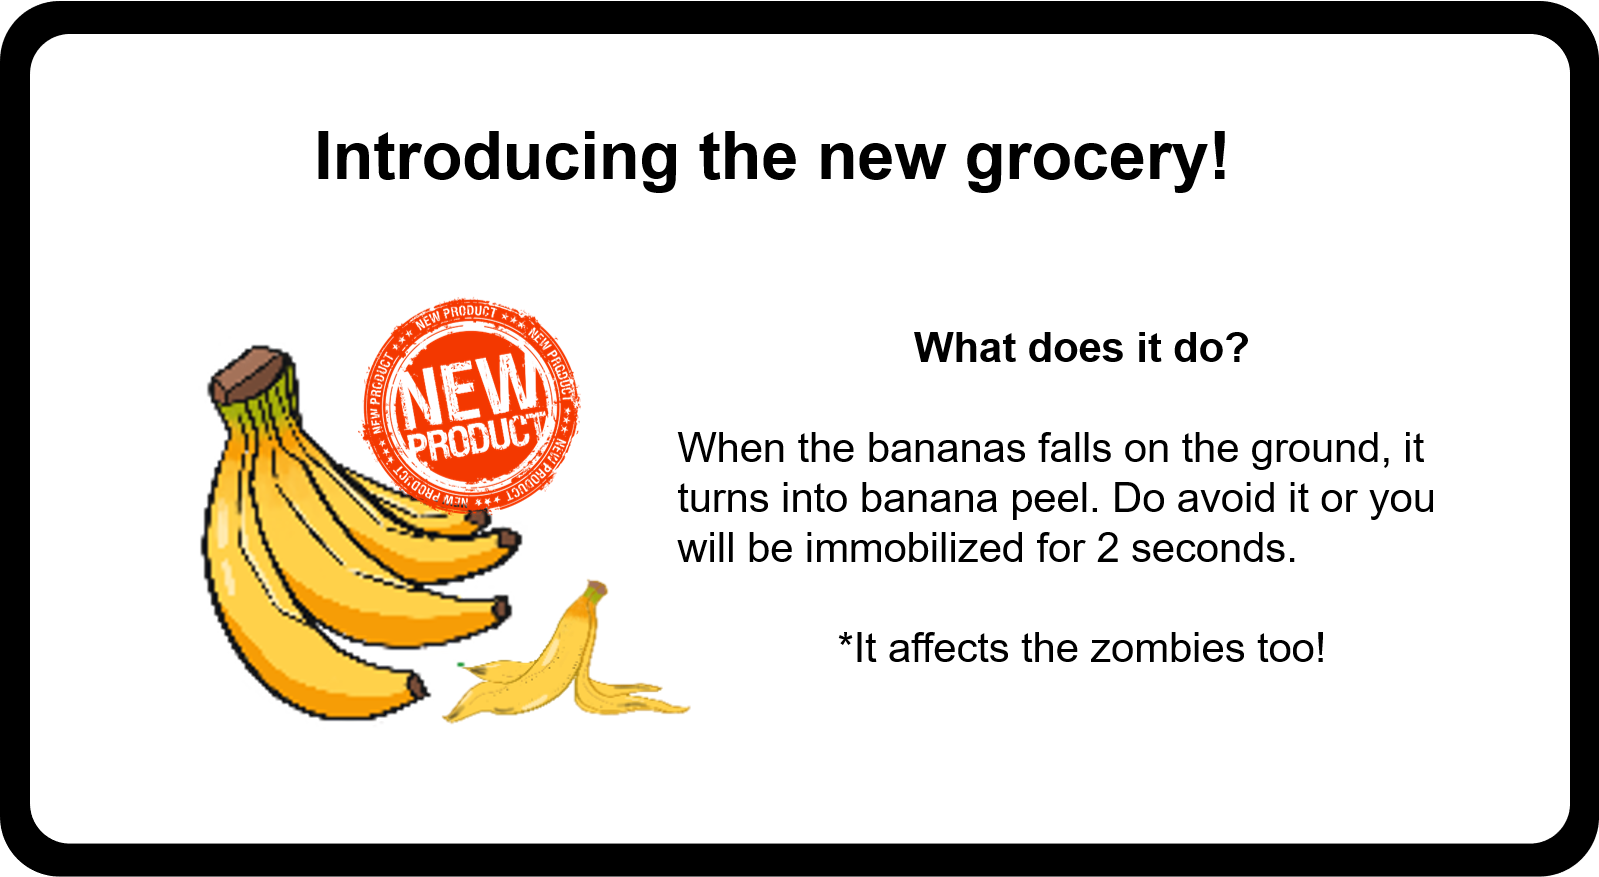 Introducing the new grocery!
NEW PRODUCT *** NEW PRODUCT *** NEW PRODUCT *** NEW PRODUCT *** NEW PRODUCT ***
NEW
PRODUCT
What does it do?
When the bananas falls on the ground, it
turns into banana peel. Do avoid it or you
will be immobilized for 2 seconds.
*It affects the zombies too!